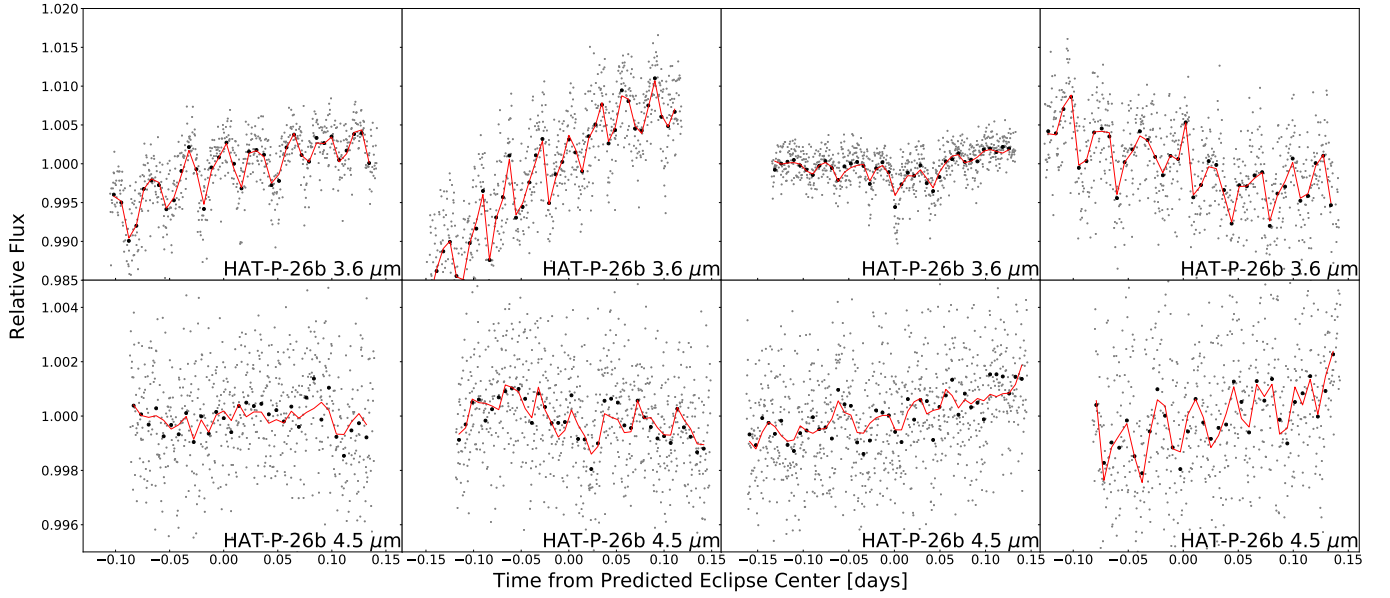 1.020
1.015
1.010
1.005
1.000
0.995
0.990
0.985
HAT-P-26b 3.6 μm
HAT-P-26b 3.6 μm
HAT-P-26b 3.6 μm
HAT-P-26b 3.6 μm
Relative Flux
1.004
1.002
1.000
0.998
0.996
HAT-P-26b 4.5 μm
HAT-P-26b 4.5 μm
HAT-P-26b 4.5 μm
HAT-P-26b 4.5 μm
−0.10 −0.05 0.00 0.05 0.10 −0.15 −0.10 −0.05 0.00 0.05 0.10 0.15 −0.15 −0.10 −0.05 0.00 0.05 0.10 0.15 −0.10 −0.05 0.00 0.05 0.10 0.15
Time from Predicted Eclipse Center [days]